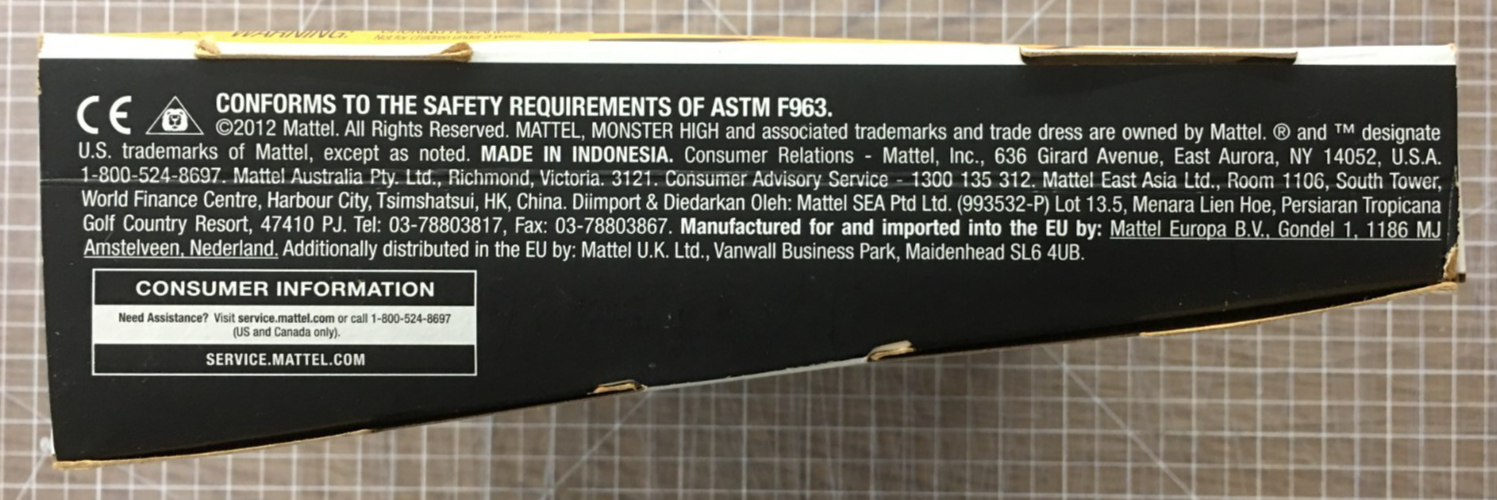 WARNING:
Not for children under 3 years.
CE
CONFORMS TO THE SAFETY REQUIREMENTS OF ASTM F963.
©2012 Mattel. All Rights Reserved. MATTEL, MONSTER HIGH and associated trademarks and trade dress are owned by Mattel. ® and ™ designate
U.S. trademarks of Mattel, except as noted. MADE IN INDONESIA. Consumer Relations - Mattel, Inc., 636 Girard Avenue, East Aurora, NY 14052, U.S.A.
1-800-524-8697. Mattel Australia Pty. Ltd., Richmond, Victoria. 3121. Consumer Advisory Service - 1300 135 312. Mattel East Asia Ltd., Room 1106, South Tower,
World Finance Centre, Harbour City, Tsimshatsui, HK, China. Diimport & Diedarkan Oleh: Mattel SEA Ptd Ltd. (993532-P) Lot 13.5, Menara Lien Hoe, Persiaran Tropicana
Golf Country Resort, 47410 PJ. Tel: 03-78803817, Fax: 03-78803867. Manufactured for and imported into the EU by: Mattel Europa B.V., Gondel 1, 1186 MJ
Amstelveen, Nederland. Additionally distributed in the EU by: Mattel U.K. Ltd., Vanwall Business Park, Maidenhead SL6 4UB.
CONSUMER INFORMATION
Need Assistance? Visit service.mattel.com or call 1-800-524-8697
(US and Canada only).
SERVICE.MATTEL.COM